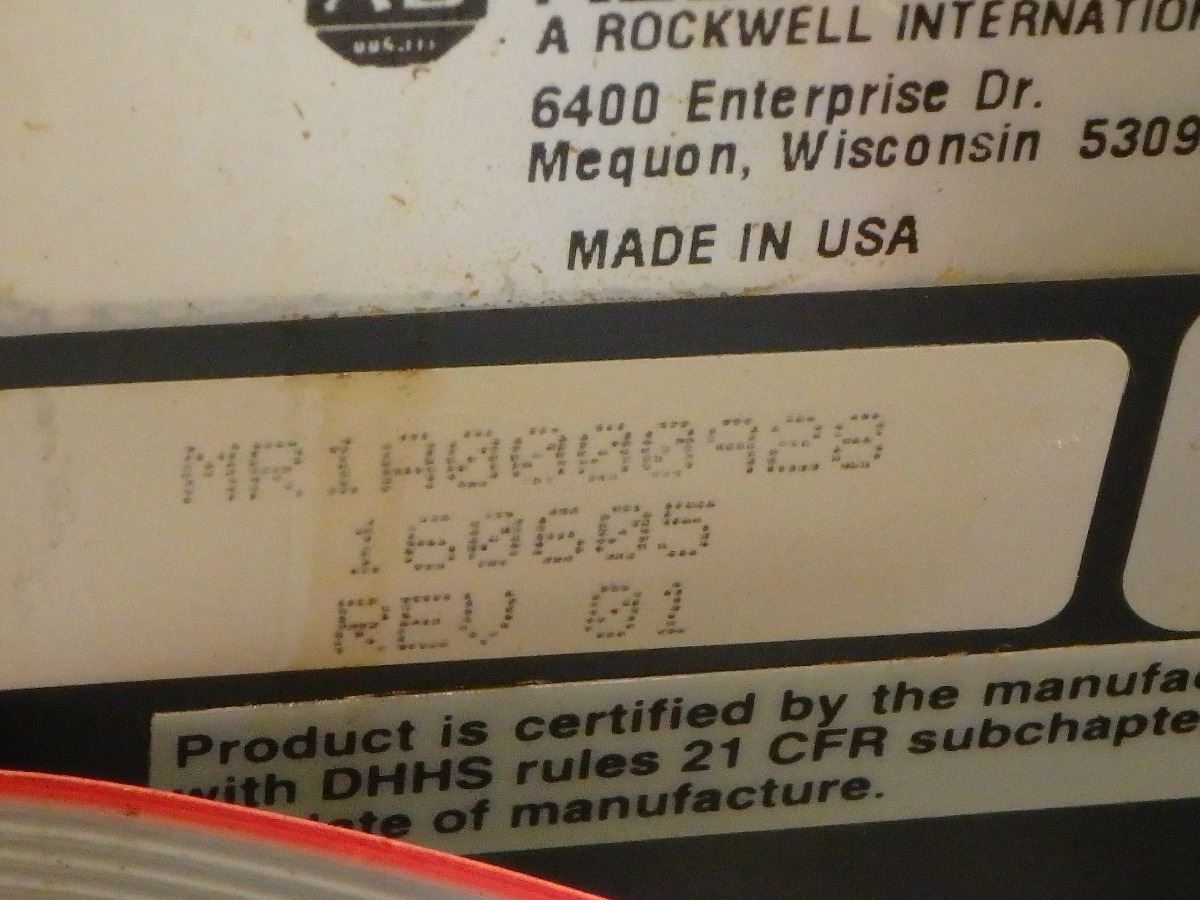 A ROCKWELL INTERNATIO
6400 Enterprise Dr.
Mequon, Wisconsin 5309
MADE IN USA
MR1A0000928
160605
REV 01
Product is certified by the manufac
with DHHS rules 21 CFR subchapte
of manufacture.